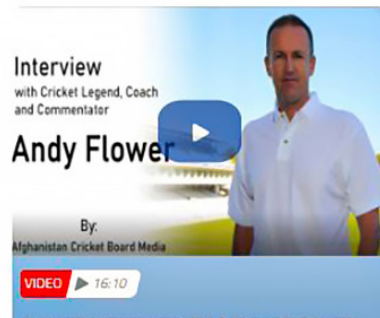 Interview
with Cricket Legend, Coach
and Commentator
Andy Flower
By:
Afghanistan Cricket Board Media
VIDEO 16:10